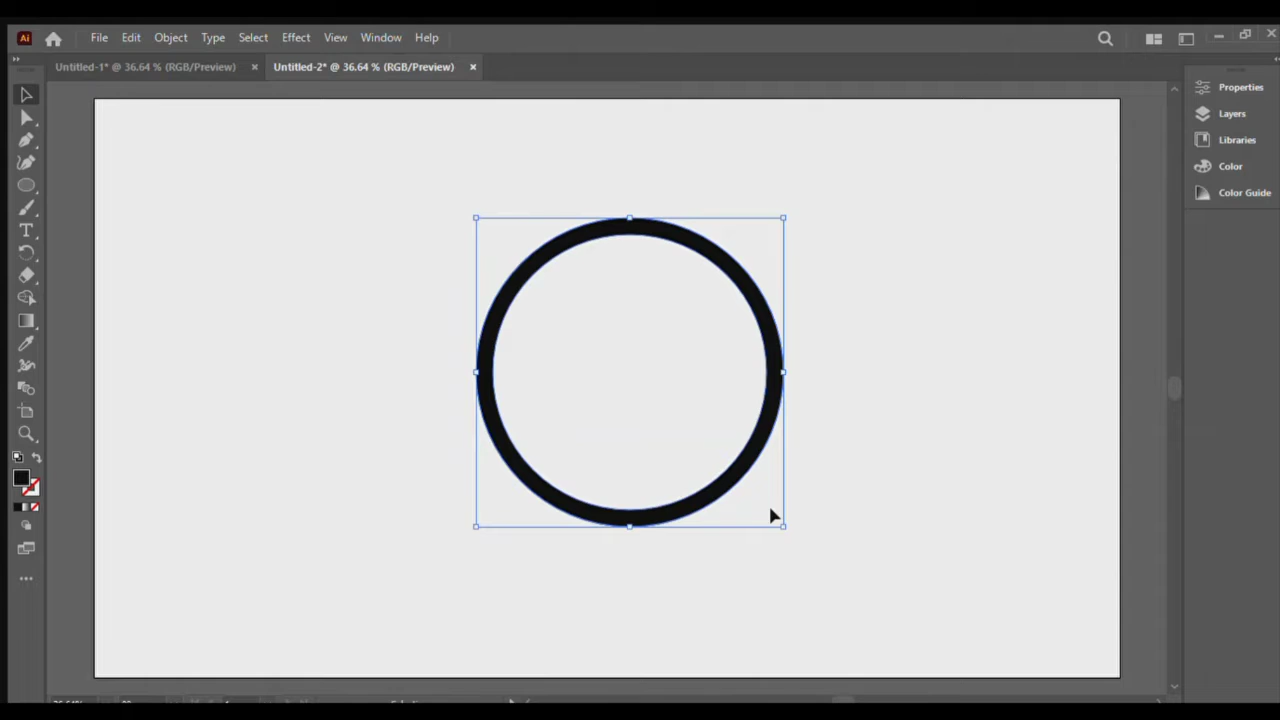 Ai File Edit Object Type Select Effect View Window Help
Untitled-1* @ 36.64 % (RGB/Preview) × Untitled-2* @ 36.64 % (RGB/Preview) ×
Properties
Layers
Libraries
Color
Color Guide